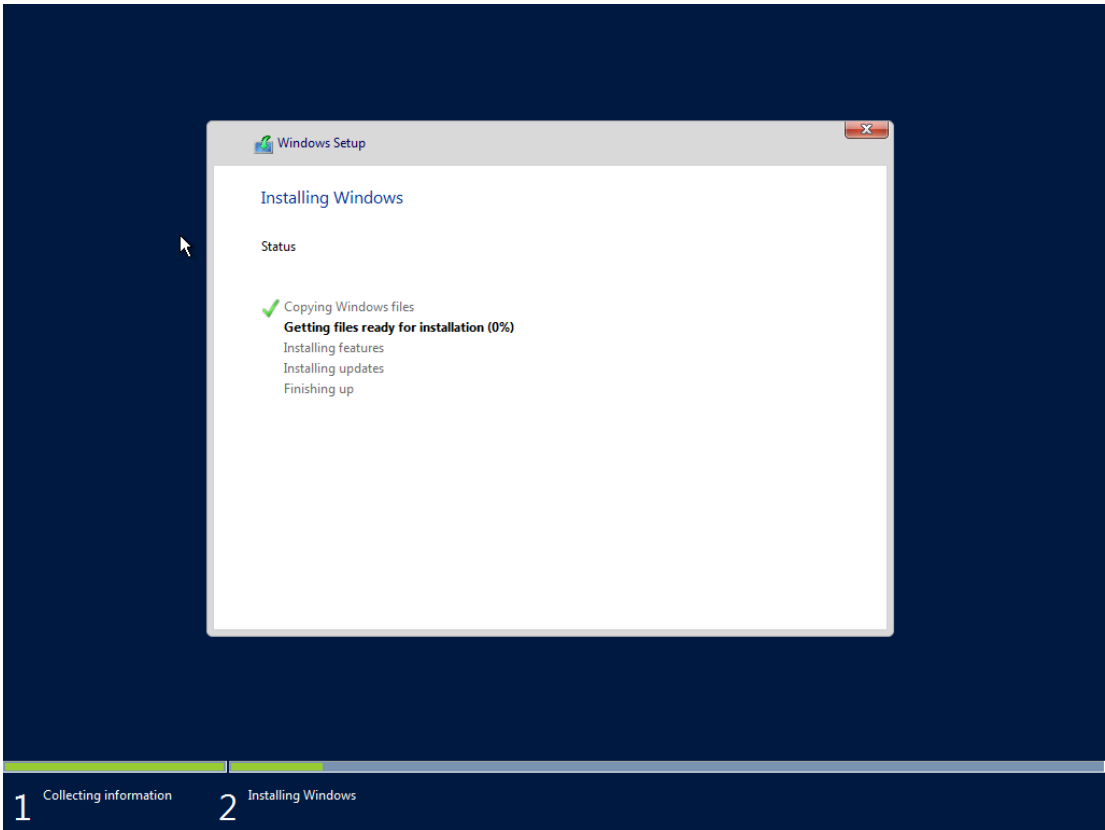 Windows Setup
Installing Windows
Status
Copying Windows files
Getting files ready for installation (0%)
Installing features
Installing updates
Finishing up
1 Collecting information
2 Installing Windows